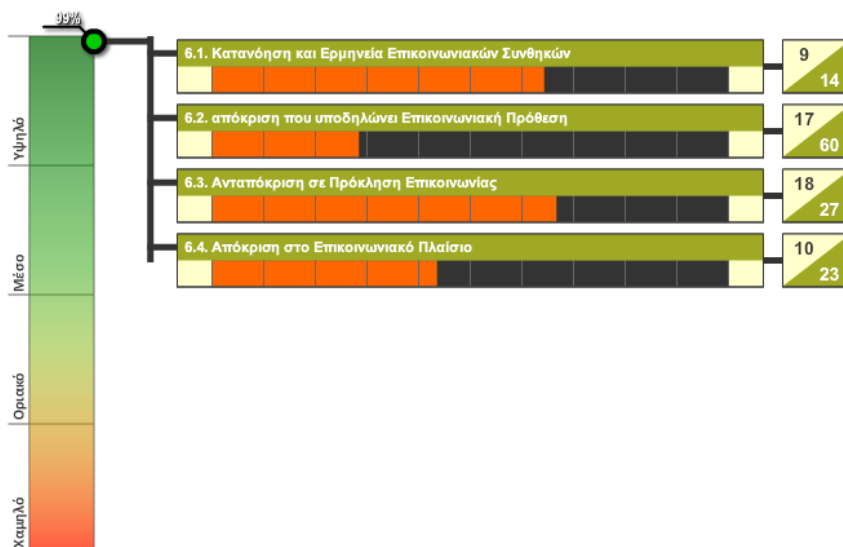 99%
Υψηλό
Μέσο
Οριακό
Χαμηλό
6.1. Κατανόηση και Ερμηνεία Επικοινωνιακών Συνθηκών
9
14
6.2. απόκριση που υποδηλώνει Επικοινωνιακή Πρόθεση
17
60
6.3. Ανταπόκριση σε Πρόκληση Επικοινωνίας
18
27
6.4. Απόκριση στο Επικοινωνιακό Πλαίσιο
10
23